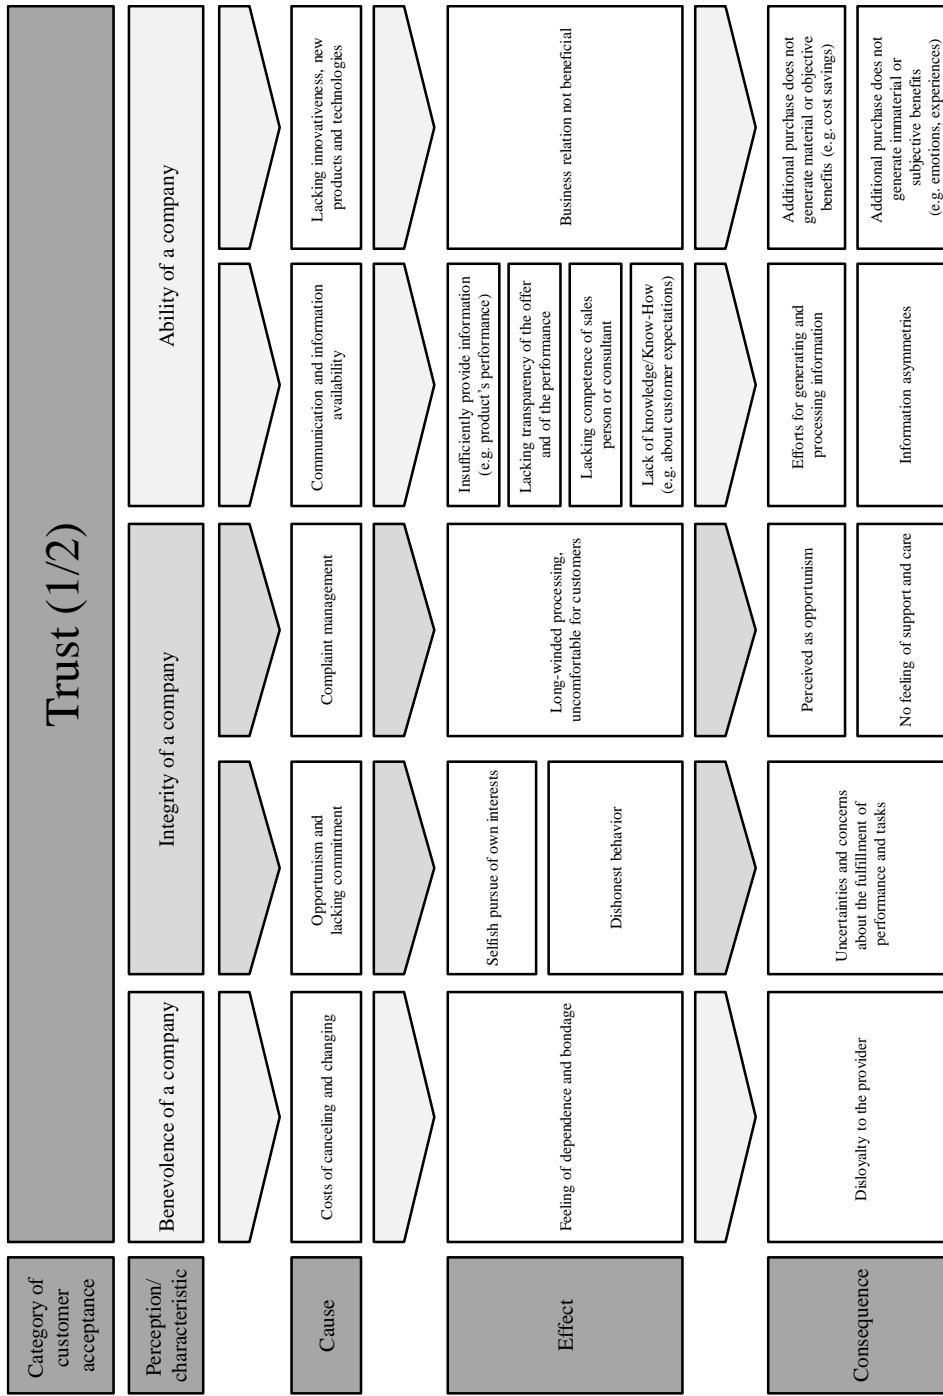 Category of
customer
acceptance
Trust (1/2)
Perception/
characteristic
Benevolence of a company
Integrity of a company
Ability of a company
Cause
Costs of canceling and changing
Opportunism and
lacking commitment
Complaint management
Communication and information
availability
Lacking innovativeness, new
products and technologies
Effect
Feeling of dependence and bondage
Selfish pursue of own interests
Dishonest behavior
Long-winded processing,
uncomfortable for customers
Insufficiently provide information
(e.g. product's performance)
Lacking transparency of the offer
and of the performance
Lacking competence of sales
person or consultant
Lack of knowledge/Know-How
(e.g. about customer expectations)
Business relation not beneficial
Consequence
Disloyalty to the provider
Uncertainties and concerns
about the fulfillment of
performance and tasks
Perceived as opportunism
No feeling of support and care
Efforts for generating and
processing information
Information asymmetries
Additional purchase does not
generate material or objective
benefits (e.g. cost savings)
Additional purchase does not
generate immaterial or
subjective benefits
(e.g. emotions, experiences)